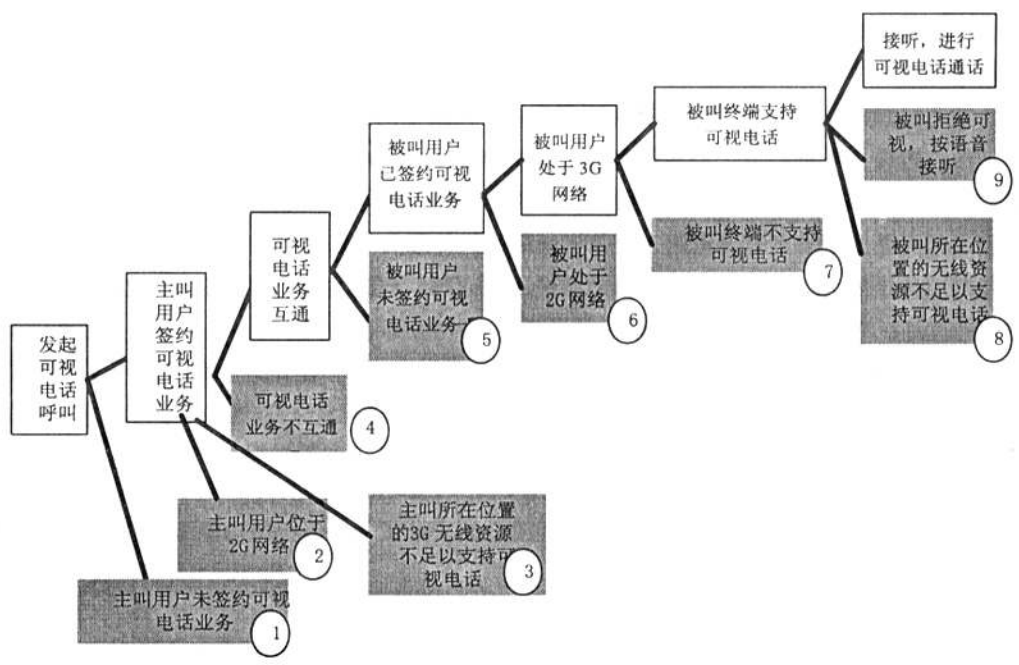 发起
可视
电话
呼叫
主叫
用户
签约
可视
电话
业务
主叫用户未签约可视
电话业务
1
主叫用户位于
2G网络
2
主叫所在位置
的3G 无线资源
不足以支持可
视电话
3
可视
电话
业务
互通
可视电话
业务不互通
4
被叫用户
已签约可视
电话业务
被叫用户
未签约可视
电话业务
5
被叫用户
处于 3G
网络
被叫用
户处于
2G网络
6
被叫终端支持
可视电话
被叫终端不支持
可视电话
7
接听，进行
可视电话通话
被叫拒绝可
视，按语音
接听
9
被叫所在位
置的无线资
源不足以支
持可视电话
8